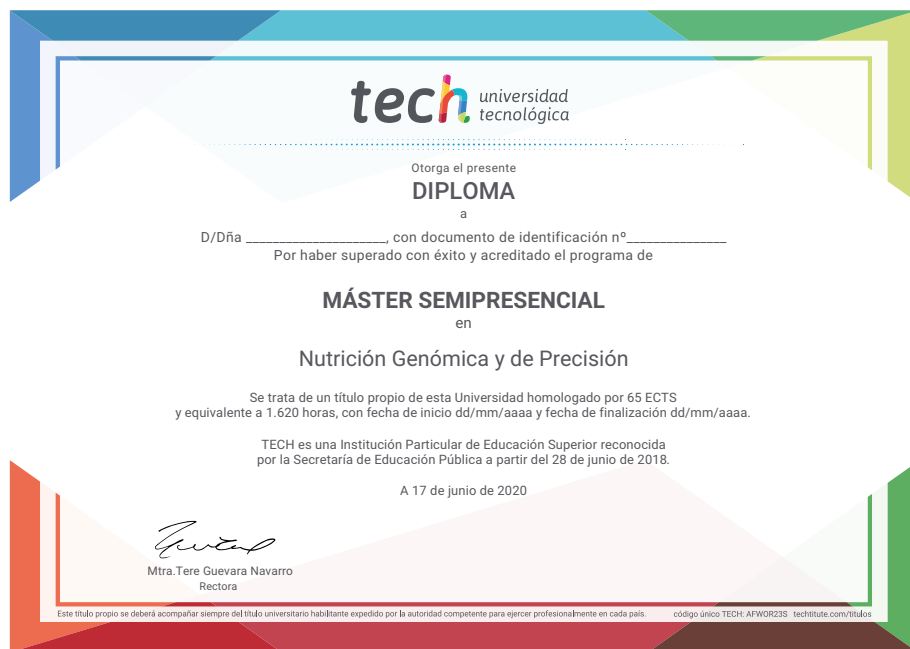 tech universidad
tecnológica
Otorga el presente
DIPLOMA
a
D/Dña _____________________, con documento de identificación nº_______________
Por haber superado con éxito y acreditado el programa de
MÁSTER SEMIPRESENCIAL
en
Nutrición Genómica y de Precisión
Se trata de un título propio de esta Universidad homologado por 65 ECTS
y equivalente a 1.620 horas, con fecha de inicio dd/mm/aaaa y fecha de finalización dd/mm/aaaa.
TECH es una Institución Particular de Educación Superior reconocida
por la Secretaría de Educación Pública a partir del 28 de junio de 2018.
A 17 de junio de 2020
Mtra.Tere Guevara Navarro
Rectora
Este título propio se deberá acompañar siempre del título universitario habilitante expedido por la autoridad competente para ejercer profesionalmente en cada país. código único TECH: AFWOR23S techtitute.com/titulos